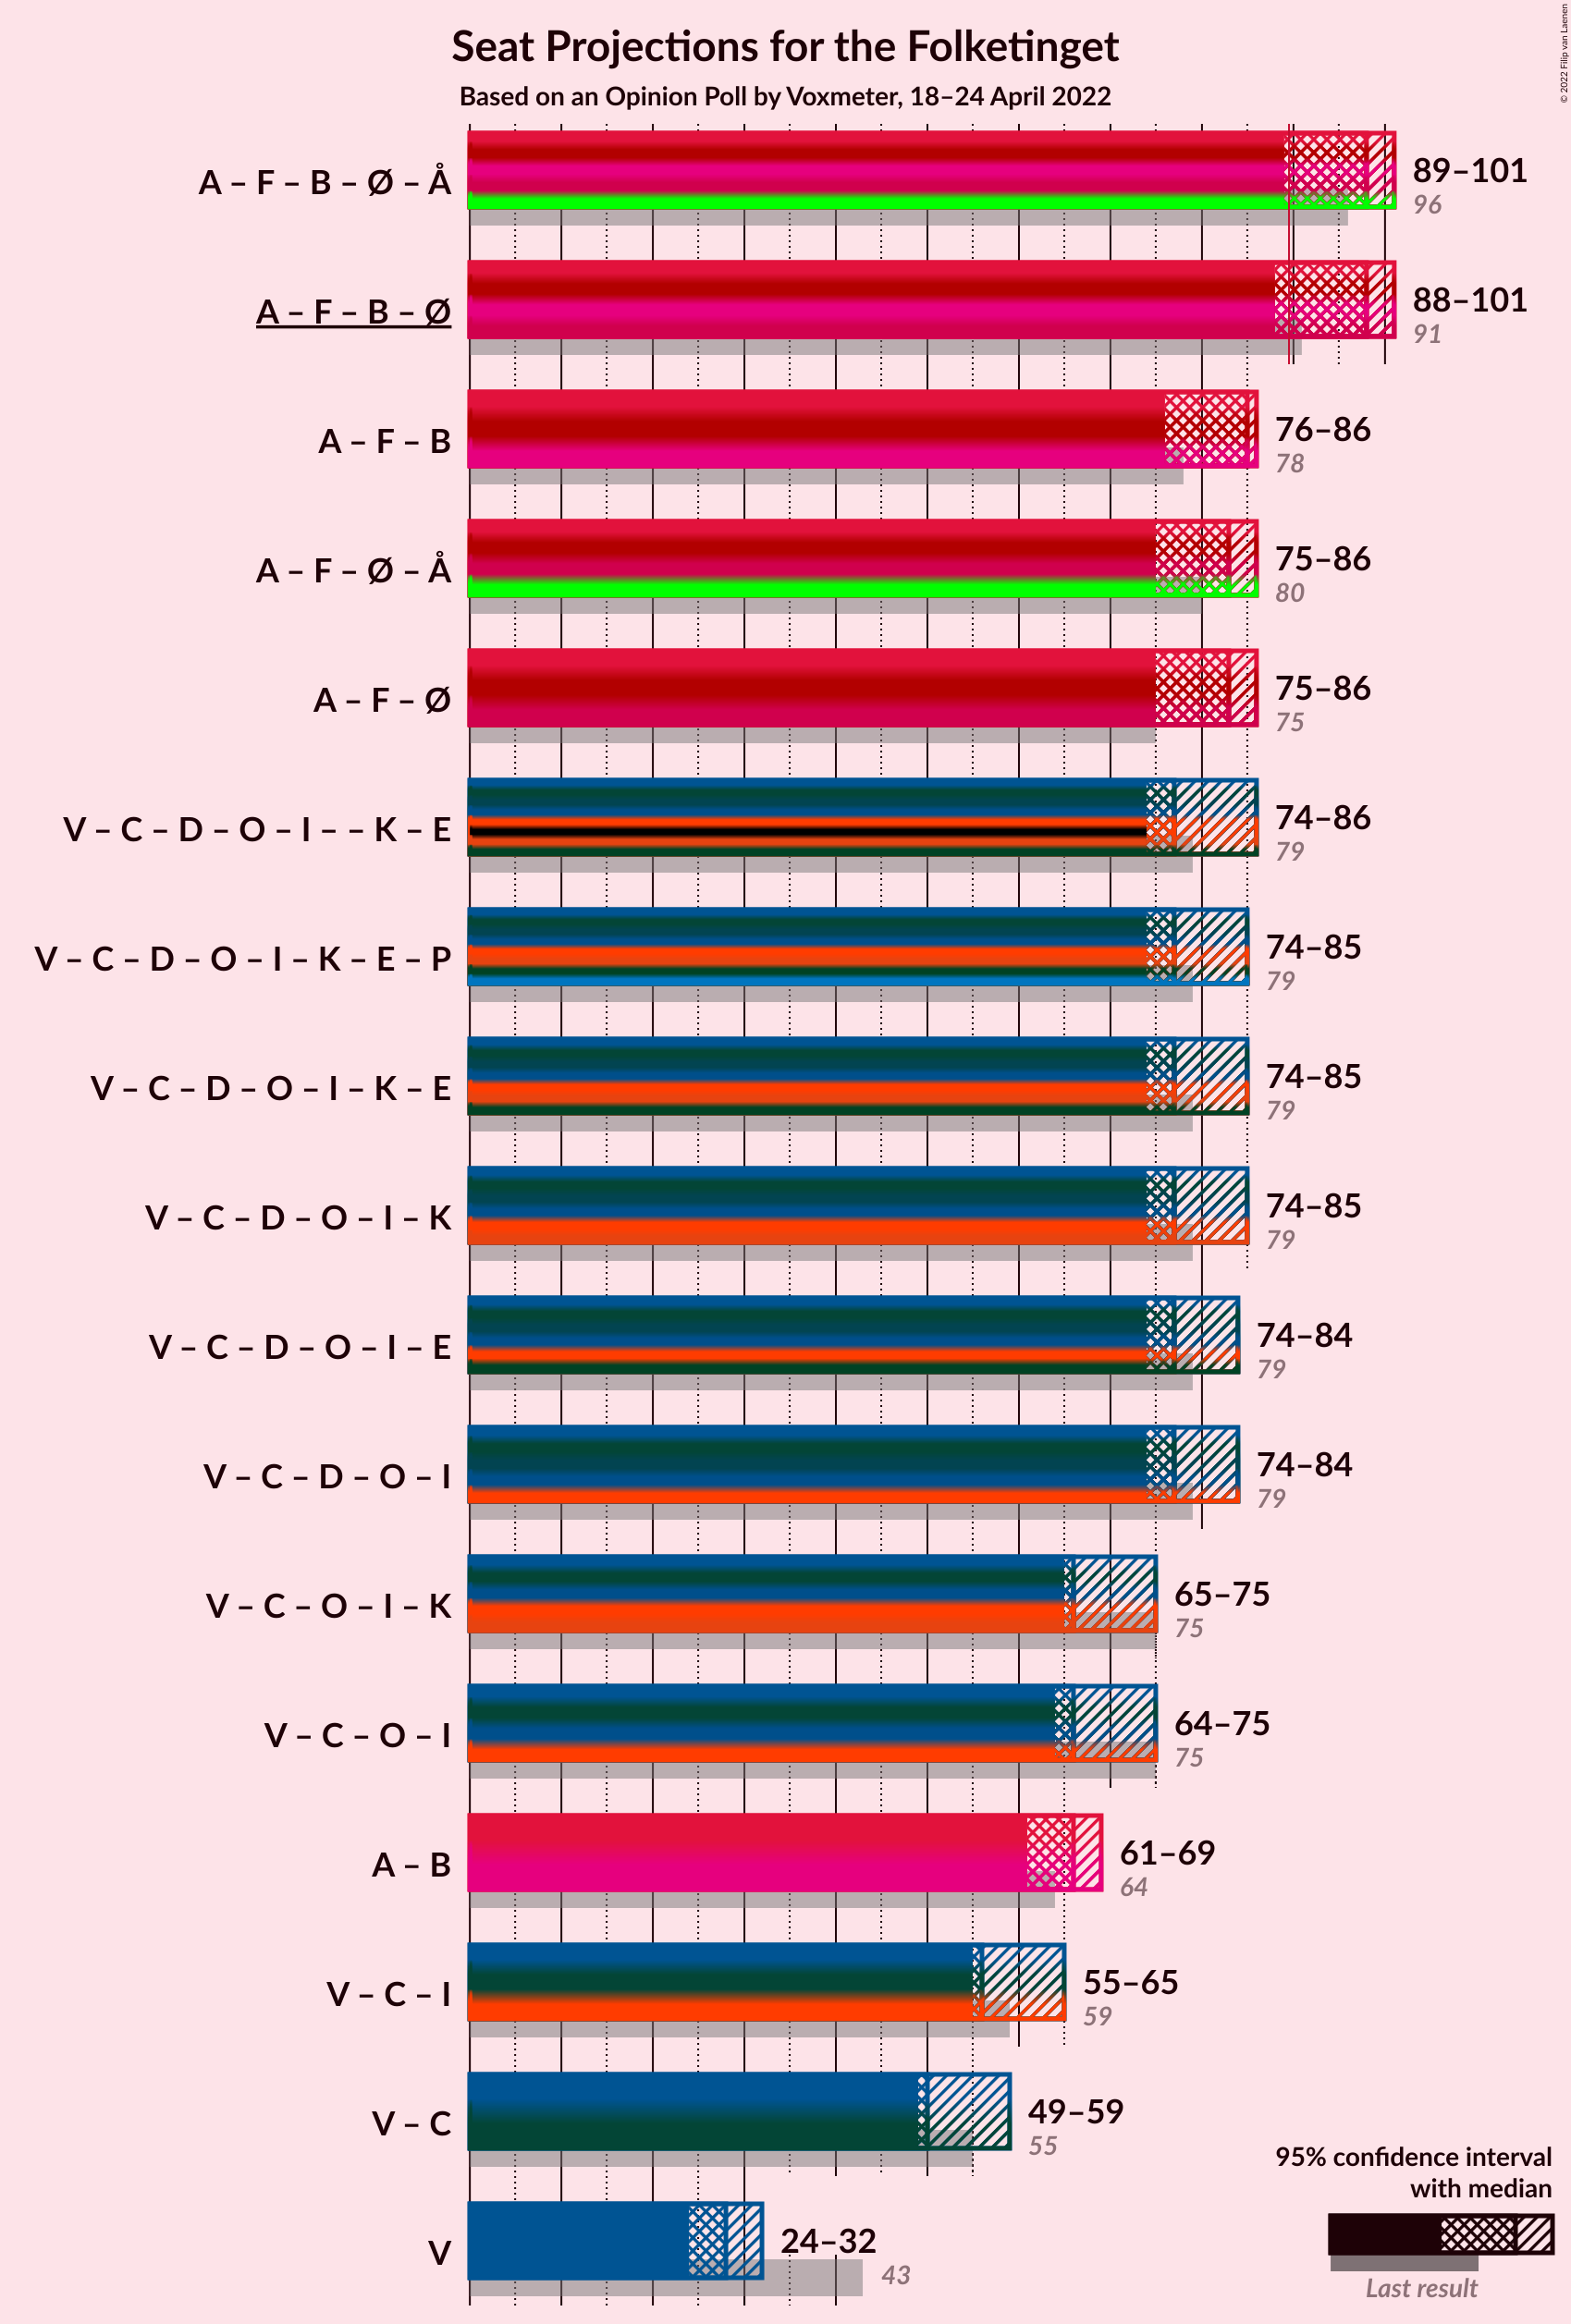 Seat Projections for the Folketinget
Based on an Opinion Poll by Voxmeter, 18–24 April 2022
© 2022 Filip van Laenen
A – F – B – Ø – Å
89–101
96
A – F – B – Ø
88–101
91
A – F – B
76–86
78
A – F – Ø – Å
75–86
80
A – F – Ø
75–86
75
V – C – D – O – I – – K – E
74–86
79
V – C – D – O – I – K – E – P
74–85
79
V – C – D – O – I – K – E
74–85
79
V – C – D – O – I – K
74–85
79
V – C – D – O – I – E
74–84
79
V – C – D – O – I
74–84
79
V – C – O – I – K
65–75
75
V – C – O – I
64–75
75
A – B
61–69
64
V – C – I
55–65
59
V – C
49–59
55
V
24–32
43
95% confidence interval
with median
Last result